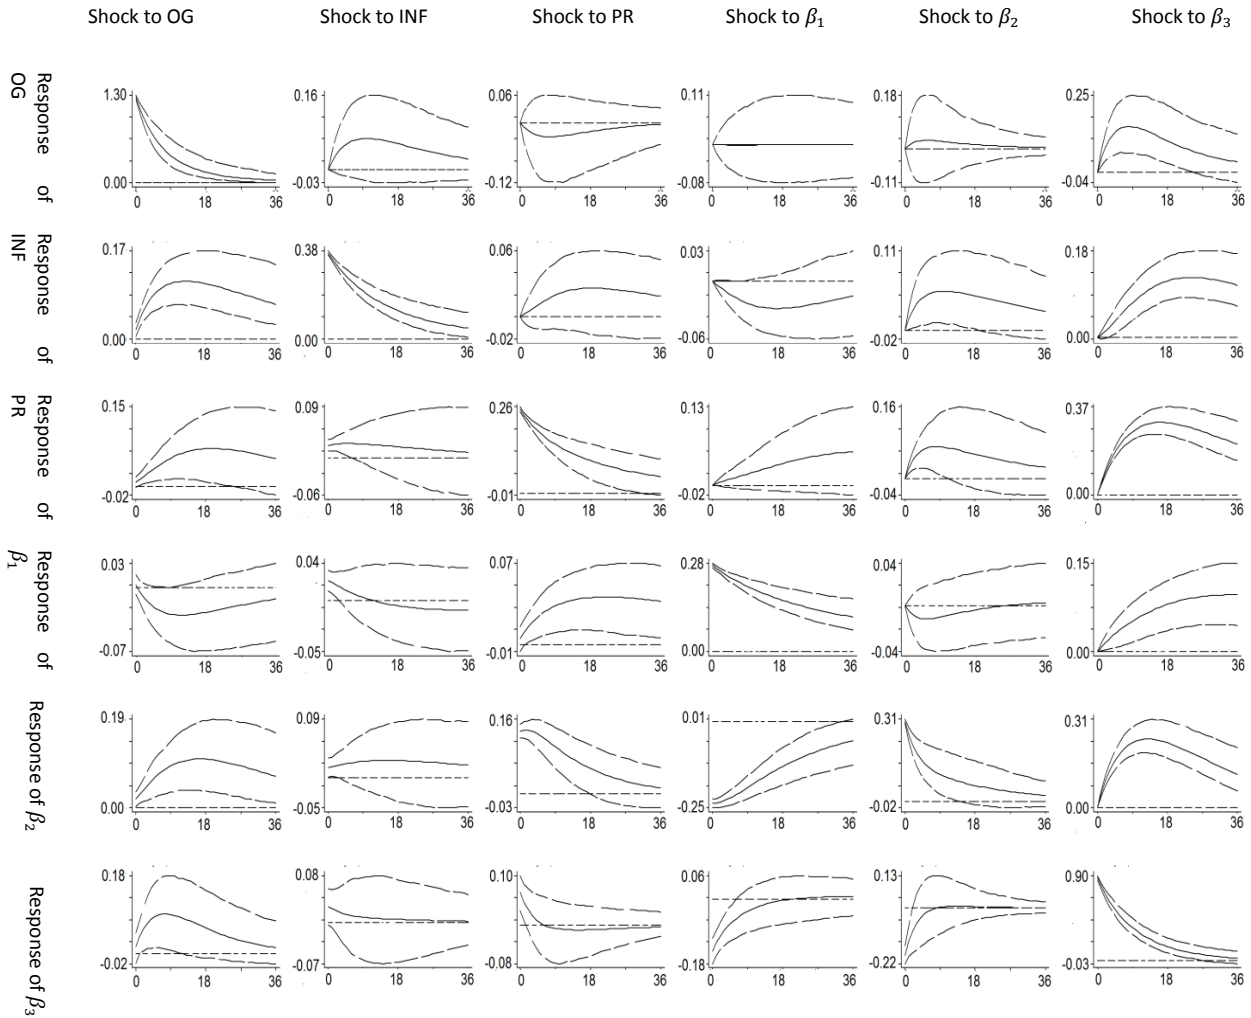 Shock to OG Shock to INF Shock to PR Shock to β₁ Shock to β₂ Shock to β₃
Response of OG
1.30 0.16 0.06 0.11 0.18 0.25
0.00 -0.03 -0.12 -0.08 -0.11 -0.04
0 18 36 0 18 36 0 18 36 0 18 36 0 18 36 0 18 36
Response of INF
0.17 0.38 0.06 0.03 0.11 0.18
0.00 0.00 -0.02 -0.06 -0.02 0.00
0 18 36 0 18 36 0 18 36 0 18 36 0 18 36 0 18 36
Response of PR
0.15 0.09 0.26 0.13 0.16 0.37
-0.02 -0.06 -0.01 -0.02 -0.04 0.00
0 18 36 0 18 36 0 18 36 0 18 36 0 18 36 0 18 36
Response of β₁
0.03 0.04 0.07 0.28 0.04 0.15
-0.07 -0.05 -0.01 0.00 -0.04 0.00
0 18 36 0 18 36 0 18 36 0 18 36 0 18 36 0 18 36
Response of β₂
0.19 0.09 0.16 0.01 0.31 0.31
0.00 -0.05 -0.03 -0.25 -0.02 0.00
0 18 36 0 18 36 0 18 36 0 18 36 0 18 36 0 18 36
Response of β₃
0.18 0.08 0.10 0.06 0.13 0.90
-0.02 -0.07 -0.08 -0.18 -0.22 -0.03
0 18 36 0 18 36 0 18 36 0 18 36 0 18 36 0 18 36